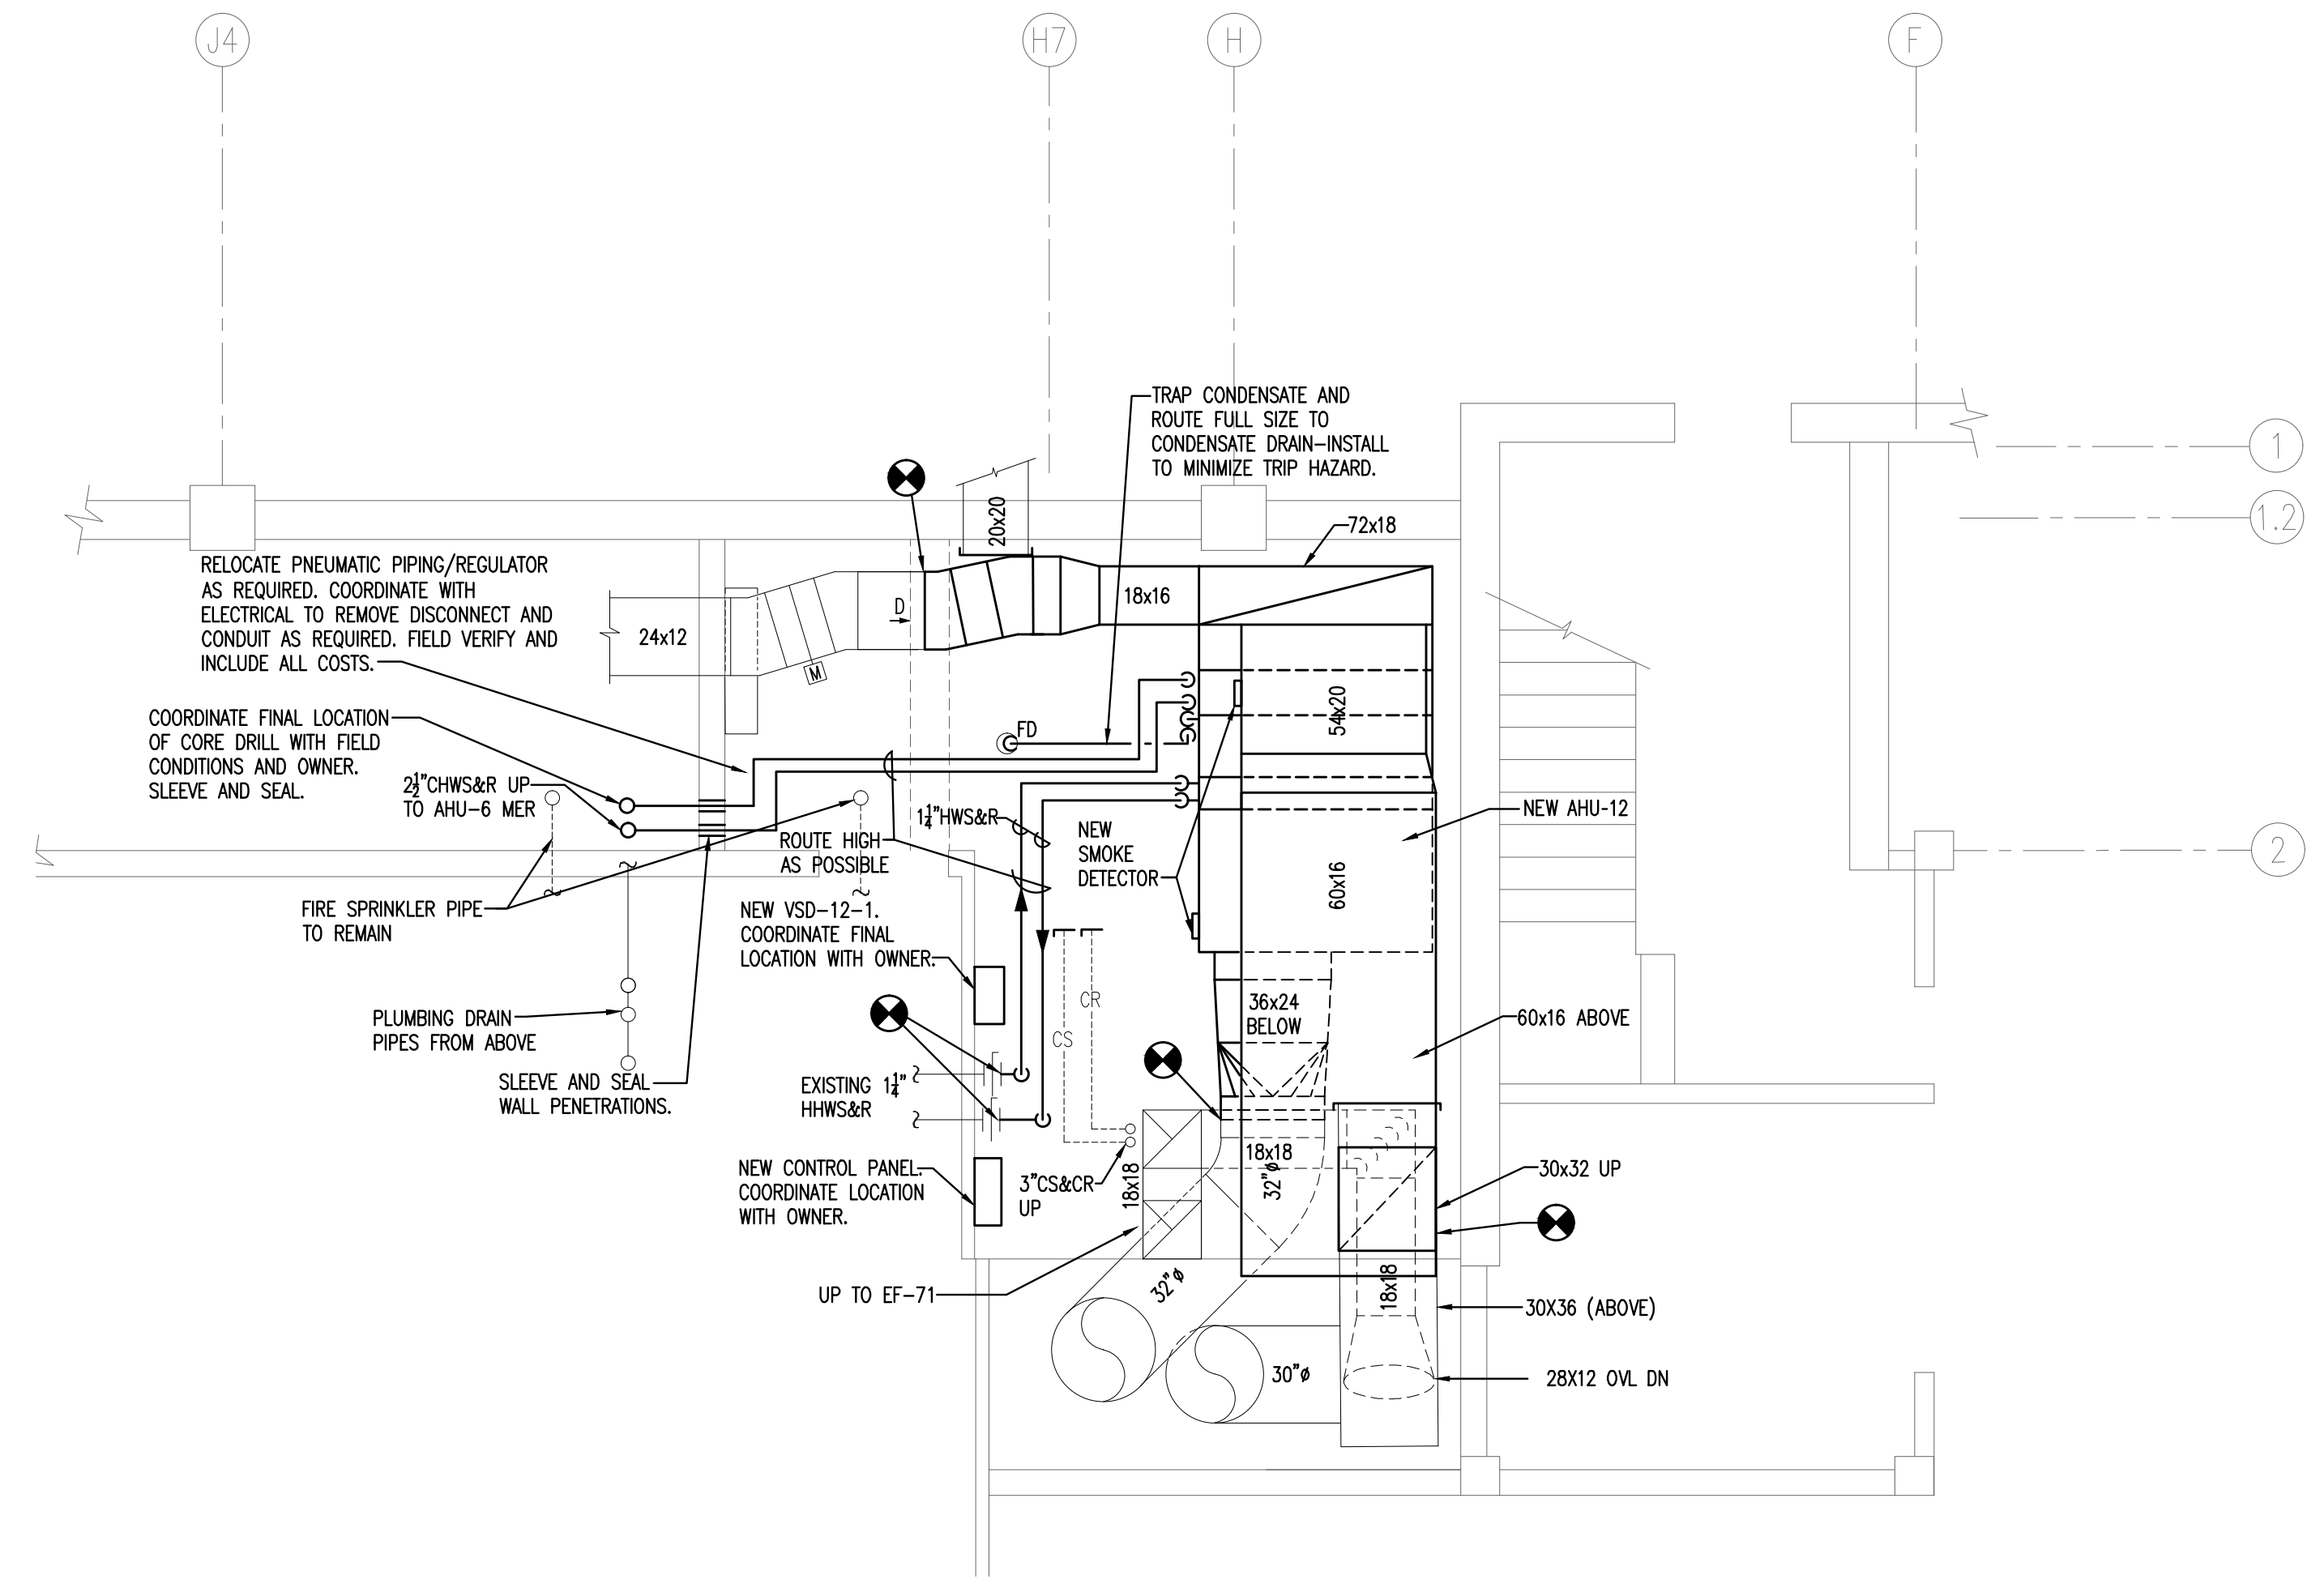 J4
H7
H
F
1
1.2
2
TRAP CONDENSATE AND
ROUTE FULL SIZE TO
CONDENSATE DRAIN-INSTALL
TO MINIMIZE TRIP HAZARD.
20x20
72x18
RELOCATE PNEUMATIC PIPING/REGULATOR
AS REQUIRED. COORDINATE WITH
ELECTRICAL TO REMOVE DISCONNECT AND
CONDUIT AS REQUIRED. FIELD VERIFY AND
INCLUDE ALL COSTS.
24x12
M
D
18x16
54x20
FD
COORDINATE FINAL LOCATION
OF CORE DRILL WITH FIELD
CONDITIONS AND OWNER.
SLEEVE AND SEAL.
2½"CHWS&R UP
TO AHU-6 MER
1¼"HWS&R
ROUTE HIGH
AS POSSIBLE
NEW
SMOKE
DETECTOR
NEW AHU-12
60x16
FIRE SPRINKLER PIPE
TO REMAIN
NEW VSD-12-1.
COORDINATE FINAL
LOCATION WITH OWNER.
CR
CS
36x24
BELOW
60x16 ABOVE
PLUMBING DRAIN
PIPES FROM ABOVE
SLEEVE AND SEAL
WALL PENETRATIONS.
EXISTING 1¼"
HHWS&R
NEW CONTROL PANEL.
COORDINATE LOCATION
WITH OWNER.
3"CS&CR
UP
18x18
18x18
32"ø
30x32 UP
UP TO EF-71
32"ø
18x18
30X36 (ABOVE)
30"ø
28X12 OVL DN